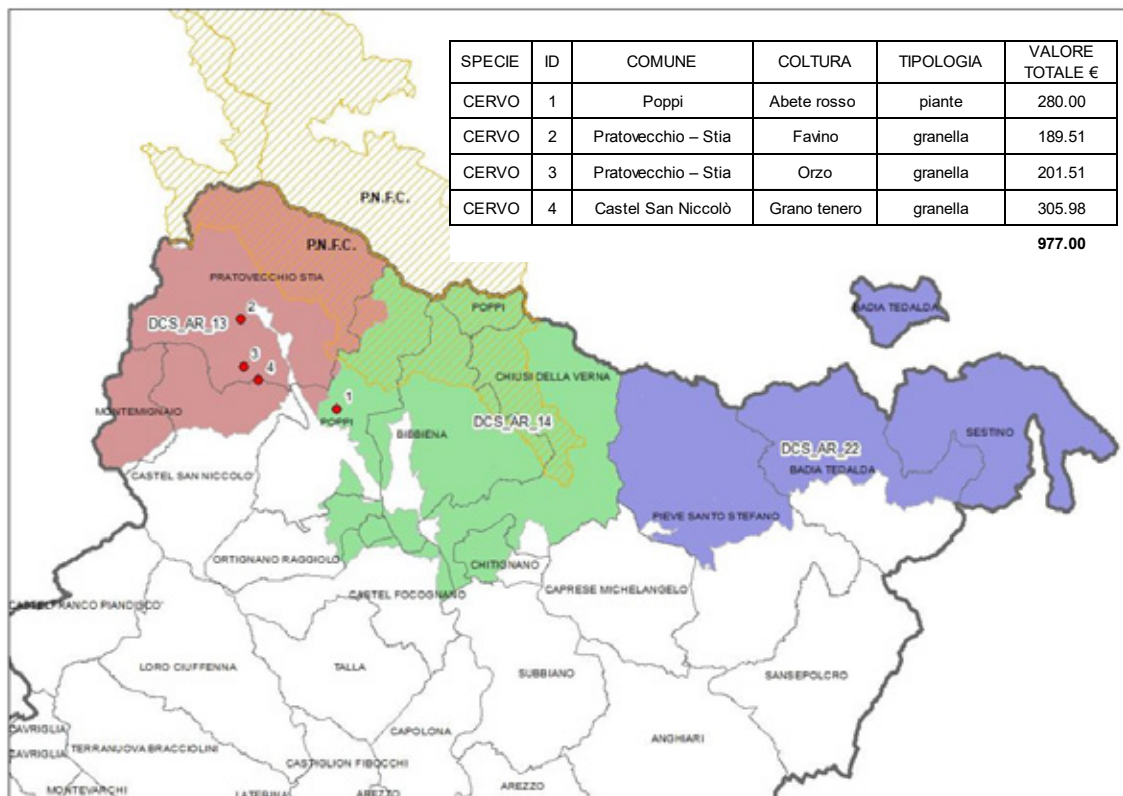 SPECIE ID COMUNE COLTURA TIPOLOGIA VALORE TOTALE €
CERVO 1 Poppi Abete rosso piante 280.00
CERVO 2 Pratovecchio – Stia Favino granella 189.51
CERVO 3 Pratovecchio – Stia Orzo granella 201.51
CERVO 4 Castel San Niccolò Grano tenero granella 305.98
977.00
P.N.F.C.
P.N.F.C.
PRATOVECCHIO STIA
BADIA TEDALDA
POPPI
2
DCS_AR_13
3
4
CHIUSI DELLA VERNA
1
MONTEMIGNAIO
POPPI
DCS_AR_14
BIBBIENA
SESTINO
DCS_AR_22
BADIA TEDALDA
CASTEL SAN NICCOLO'
PIEVE SANTO STEFANO
ORTIGNANO RAGGIOLO
CHITIGNANO
CAPRESE MICHELANGELO
CASTEL FOCOGNANO
CASTELFRANCO PIANDISCO'
LORO CIUFFENNA
TALLA
SUBBIANO
SANSEPOLCRO
CAVRIGLIA
CAPOLONA
ANGHIARI
TERRANUOVA BRACCIOLINI
CAVRIGLIA
CASTIGLION FIBOCCHI
MONTEVARCHI
LATERINA
AREZZO
AREZZO